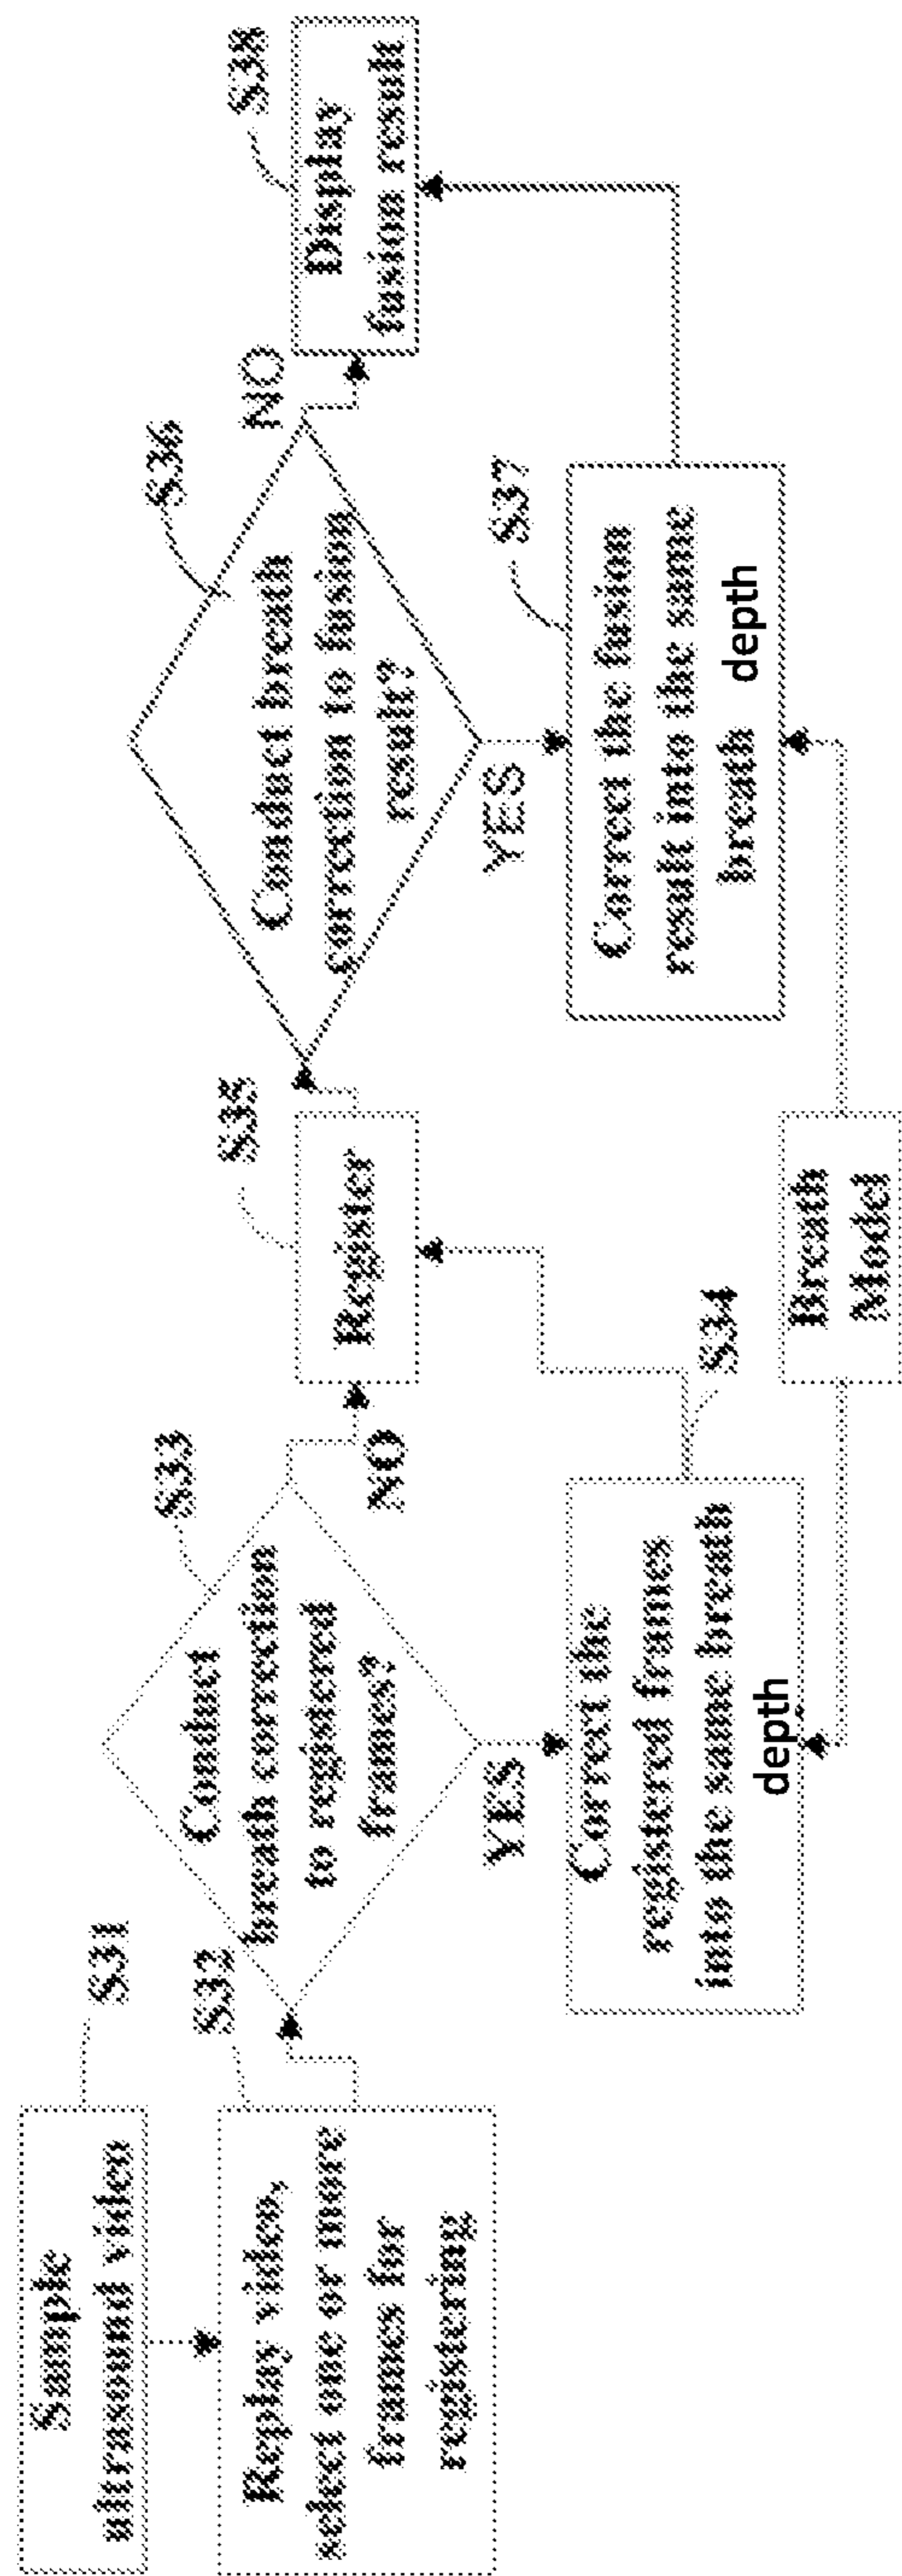 S31
Sample
ultrasound video
S32
Replay video,
select one or more
frames for
registering
S33
Conduct
breath correction
to registered
frames?
NO
YES
S34
Correct the
registered frames
into the same breath
depth
S35
Register
Breath
Model
S36
Conduct breath
correction to fusion
result?
NO
YES
S37
Correct the fusion
result into the same
breath depth
S38
Display
fusion result